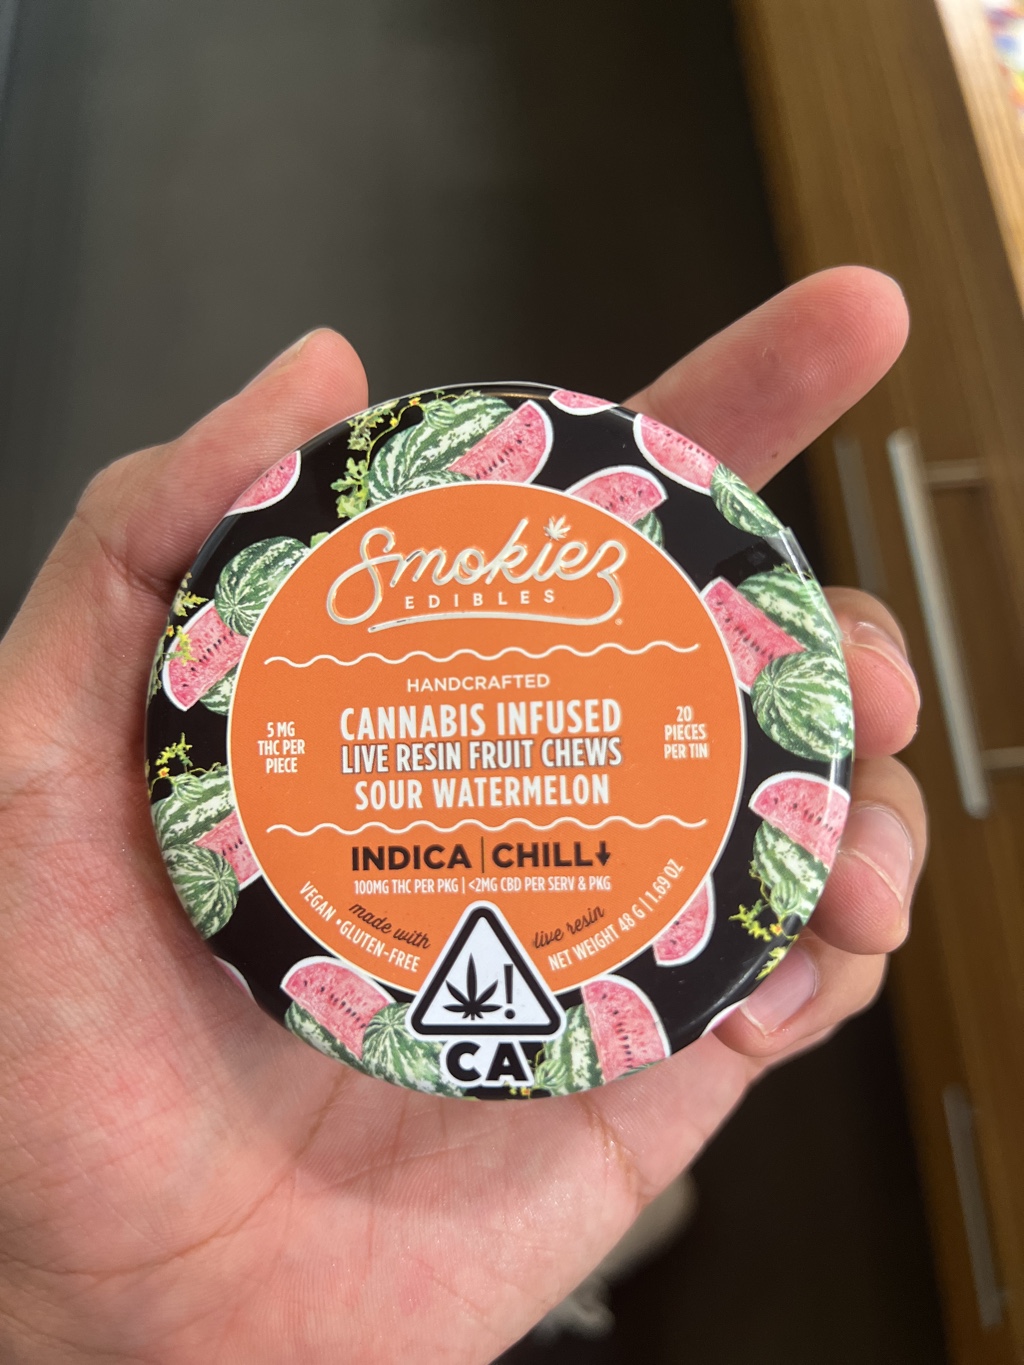 Smokiez
EDIBLES
HANDCRAFTED
CANNABIS INFUSED
LIVE RESIN FRUIT CHEWS
SOUR WATERMELON
5 MG
THC PER
PIECE
20
PIECES
PER TIN
INDICA | CHILL↓
100MG THC PER PKG | <2MG CBD PER SERV & PKG
made with
live resin
VEGAN • GLUTEN-FREE
NET WEIGHT 48 G | 1.69 OZ
!
CA